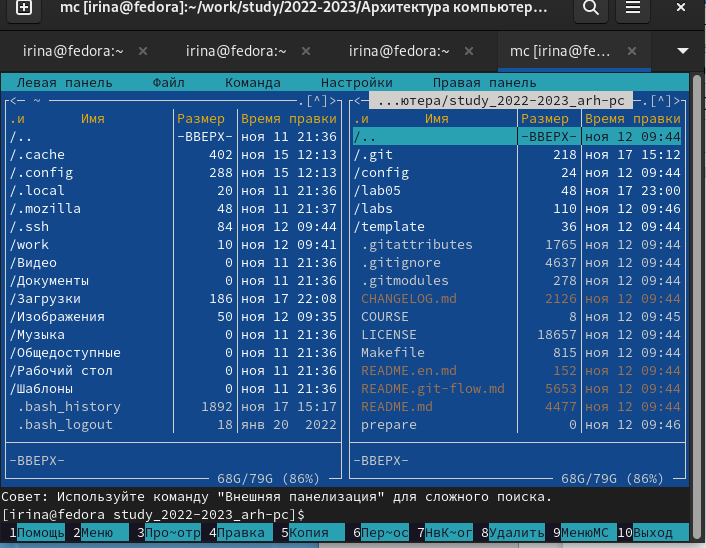 mc [irina@fedora]:~/work/study/2022-2023/Архитектура компьютер...
irina@fedora:~ × irina@fedora:~ × irina@fedora:~ × mc [irina@fe... ×
Левая панель Файл Команда Настройки Правая панель
<─ ~ .[^]> <─ ...ютера/study_2022-2023_arh-pc .[^]>
.и Имя Размер Время правки .и Имя Размер Время правки
/.. -ВВЕРХ- ноя 11 21:36 /.. -ВВЕРХ- ноя 12 09:44
/.cache 402 ноя 15 12:13 /.git 218 ноя 17 15:12
/.config 288 ноя 15 12:13 /config 24 ноя 12 09:44
/.local 20 ноя 11 21:36 /lab05 48 ноя 17 23:00
/.mozilla 48 ноя 11 21:37 /labs 110 ноя 12 09:46
/.ssh 84 ноя 12 09:44 /template 36 ноя 12 09:44
/work 10 ноя 12 09:41 .gitattributes 1765 ноя 12 09:44
/Видео 0 ноя 11 21:36 .gitignore 4637 ноя 12 09:44
/Документы 0 ноя 11 21:36 .gitmodules 278 ноя 12 09:44
/Загрузки 186 ноя 17 22:08 CHANGELOG.md 2126 ноя 12 09:44
/Изображения 50 ноя 12 09:35 COURSE 8 ноя 12 09:45
/Музыка 0 ноя 11 21:36 LICENSE 18657 ноя 12 09:44
/Общедоступные 0 ноя 11 21:36 Makefile 815 ноя 12 09:44
/Рабочий стол 0 ноя 11 21:36 README.en.md 152 ноя 12 09:44
/Шаблоны 0 ноя 11 21:36 README.git-flow.md 5653 ноя 12 09:44
.bash_history 1892 ноя 17 15:17 README.md 4477 ноя 12 09:44
.bash_logout 18 янв 20 2022 prepare 0 ноя 12 09:46
-ВВЕРХ- -ВВЕРХ-
68G/79G (86%) 68G/79G (86%)
Совет: Используйте команду "Внешняя панелизация" для сложного поиска.
[irina@fedora study_2022-2023_arh-pc]$
1Помощь 2Меню 3Про~отр 4Правка 5Копия 6Пер~ос 7НвК~ог 8Удалить 9МенюМС 10Выход